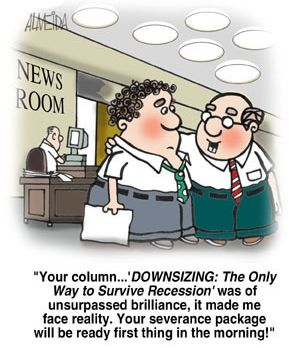 ALMEIDA
NEWS
ROOM
"Your column...'DOWNSIZING: The Only
Way to Survive Recession' was of
unsurpassed brilliance, it made me
face reality. Your severance package
will be ready first thing in the morning!"